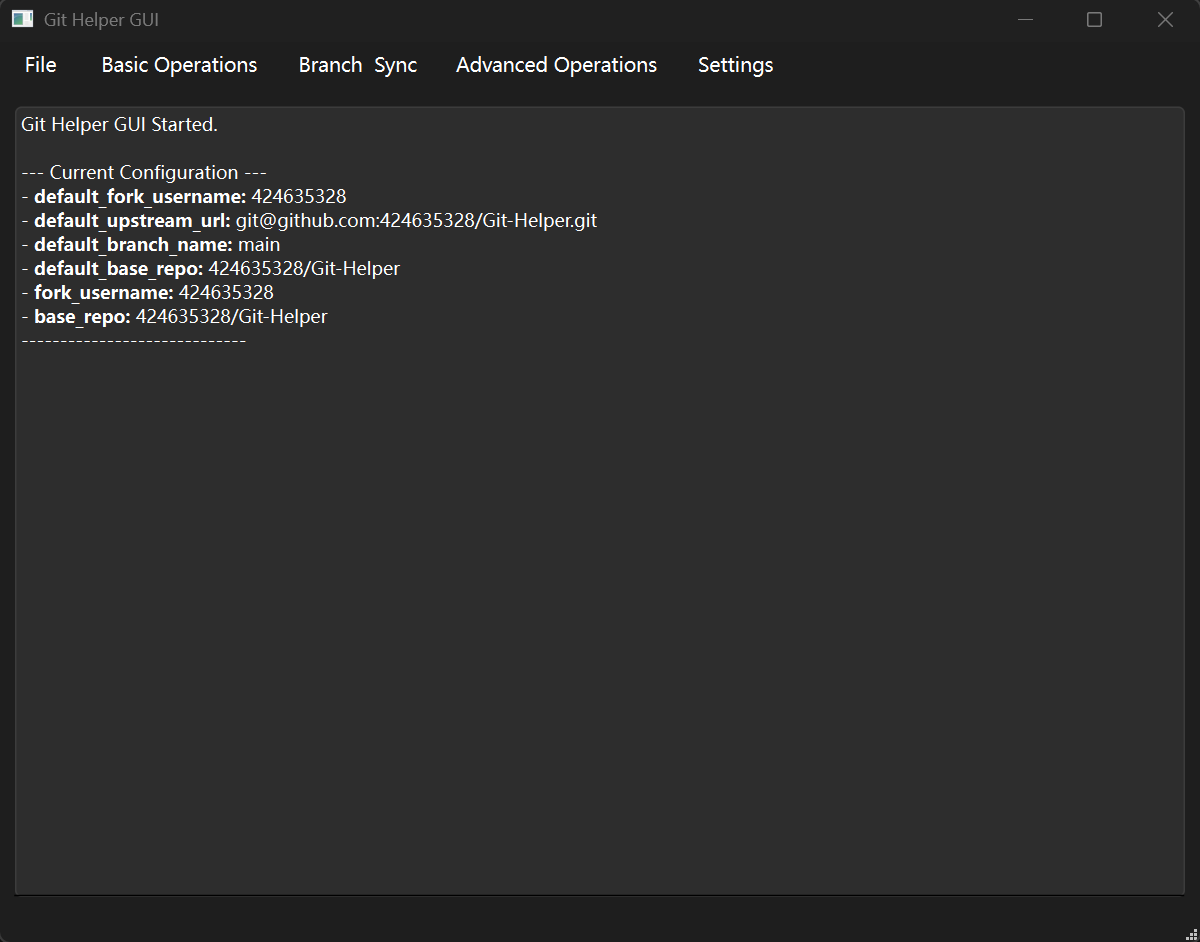 Git Helper GUI
File Basic Operations Branch Sync Advanced Operations Settings
Git Helper GUI Started.
--- Current Configuration ---
- default_fork_username: 424635328
- default_upstream_url: git@github.com:424635328/Git-Helper.git
- default_branch_name: main
- default_base_repo: 424635328/Git-Helper
- fork_username: 424635328
- base_repo: 424635328/Git-Helper
-----------------------------